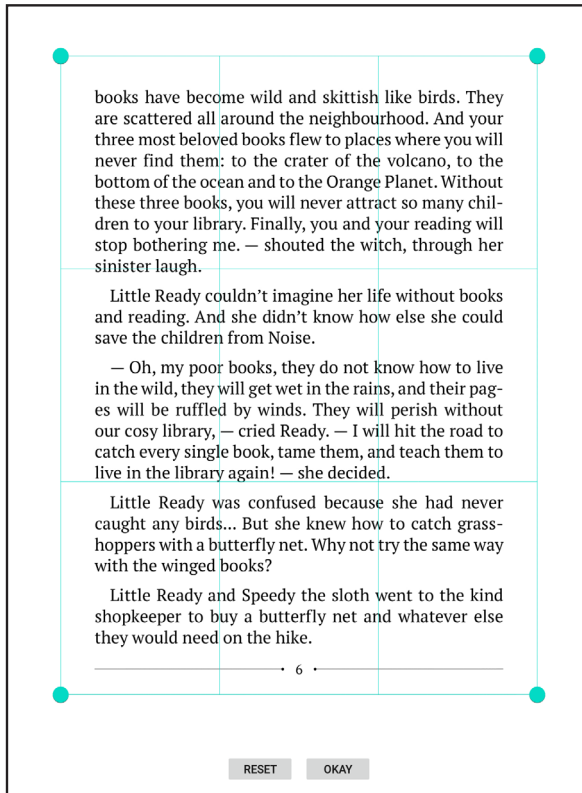 books have become wild and skittish like birds. They
are scattered all around the neighbourhood. And your
three most beloved books flew to places where you will
never find them: to the crater of the volcano, to the
bottom of the ocean and to the Orange Planet. Without
these three books, you will never attract so many chil-
dren to your library. Finally, you and your reading will
stop bothering me. — shouted the witch, through her
sinister laugh.
Little Ready couldn’t imagine her life without books
and reading. And she didn’t know how else she could
save the children from Noise.
— Oh, my poor books, they do not know how to live
in the wild, they will get wet in the rains, and their pag-
es will be ruffled by winds. They will perish without
our cosy library, — cried Ready. — I will hit the road to
catch every single book, tame them, and teach them to
live in the library again! — she decided.
Little Ready was confused because she had never
caught any birds... But she knew how to catch grass-
hoppers with a butterfly net. Why not try the same way
with the winged books?
Little Ready and Speedy the sloth went to the kind
shopkeeper to buy a butterfly net and whatever else
they would need on the hike.
6
RESET OKAY